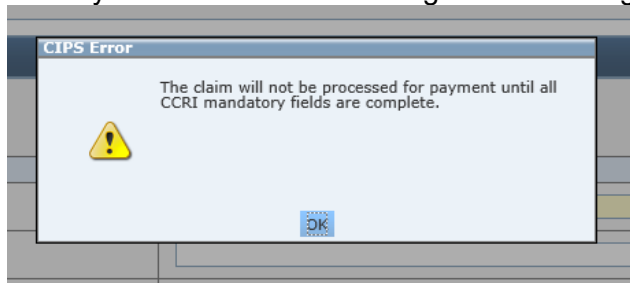 CIPS Error
The claim will not be processed for payment until all
CCRI mandatory fields are complete.
OK